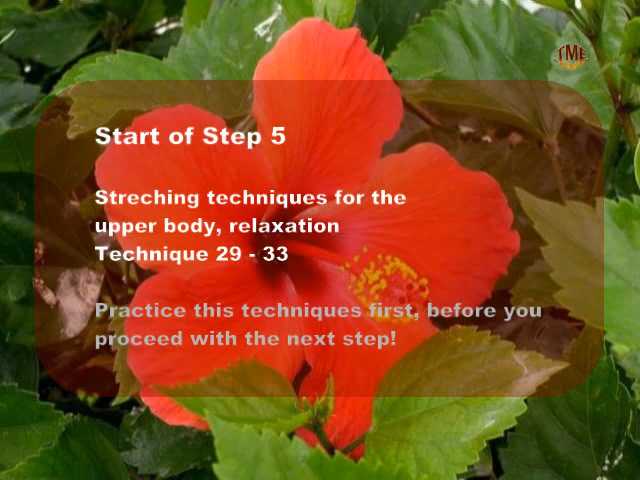 TME
Start of Step 5
Streching techniques for the
upper body, relaxation
Technique 29 - 33
Practice this techniques first, before you
proceed with the next step!